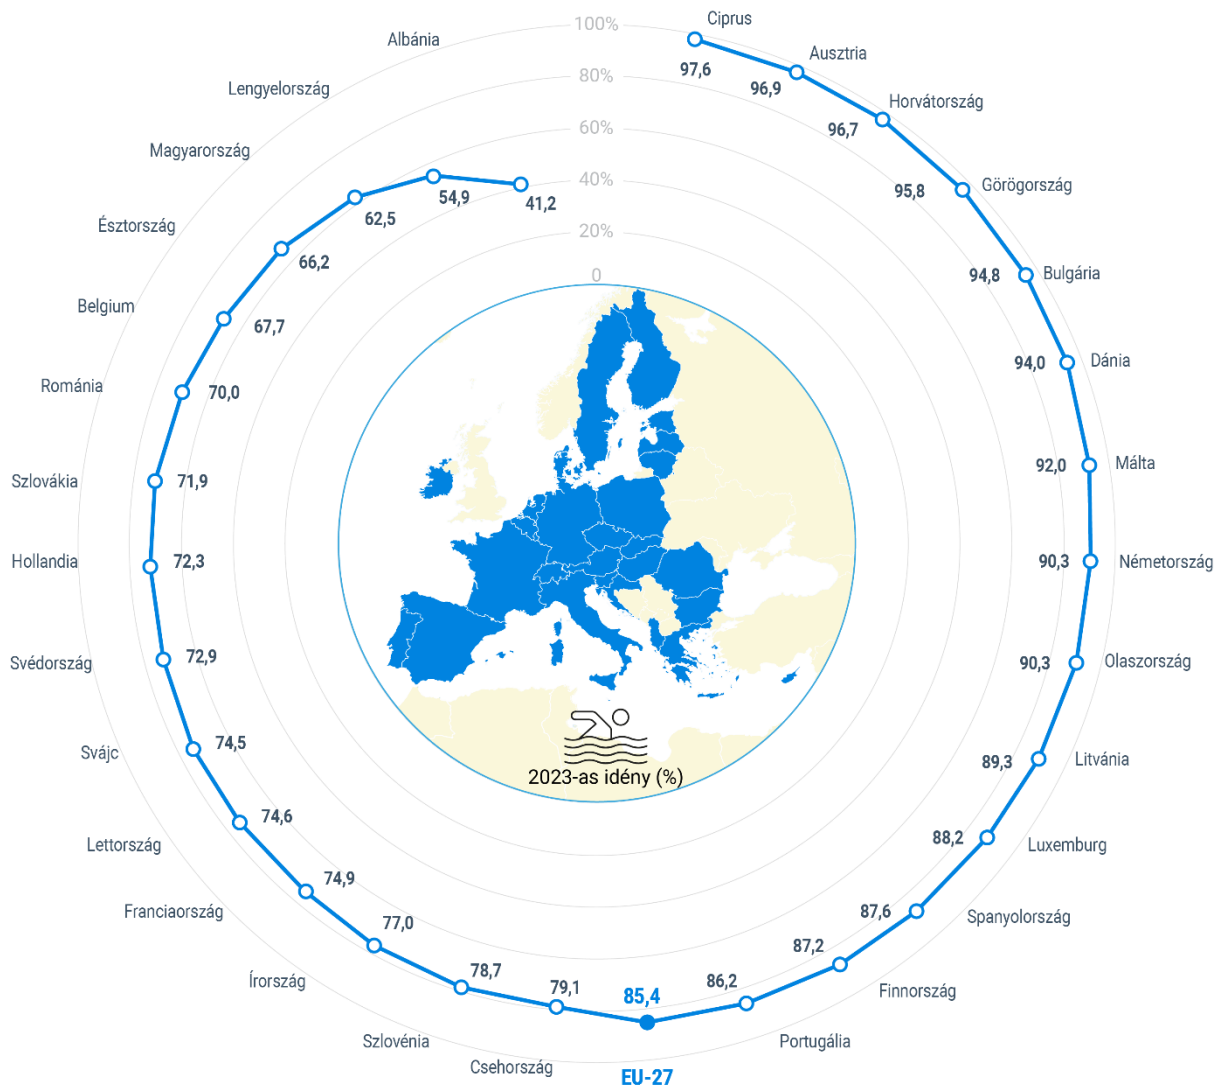 100%
80%
60%
40%
20%
0
Ciprus
97,6
Ausztria
96,9
Horvátország
96,7
Görögország
95,8
Bulgária
94,8
Dánia
94,0
Málta
92,0
Németország
90,3
Olaszország
90,3
Litvánia
89,3
Luxemburg
88,2
Spanyolország
87,6
Finnország
87,2
Portugália
86,2
EU-27
85,4
Csehország
79,1
Szlovénia
78,7
Írország
77,0
Franciaország
74,9
Lettország
74,6
Svájc
74,5
Svédország
72,9
Hollandia
72,3
Szlovákia
71,9
Románia
70,0
Belgium
67,7
Észtország
66,2
Magyarország
62,5
Lengyelország
54,9
Albánia
41,2
2023-as idény (%)